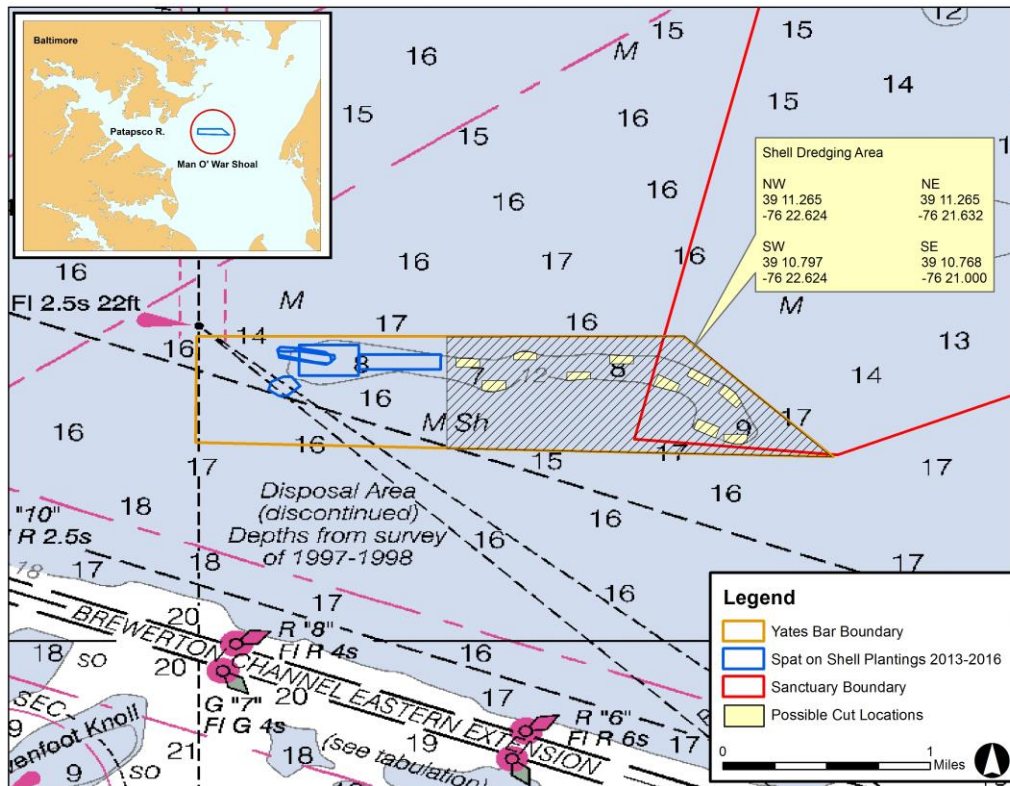 Baltimore
Patapsco R.
Man O' War Shoal
15
15
12
16
M
14
15
15
16
15
16
16
16
16
17
16
Shell Dredging Area
NW NE
39 11.265 39 11.265
-76 22.624 -76 21.632
SW SE
39 10.797 39 10.768
-76 22.624 -76 21.000
M
M
Fl 2.5s 22ft
14
17
16
13
16
8
7
12
8
14
16
M Sh
9
17
16
16
15
17
17
17
Disposal Area
(discontinued)
Depths from survey
of 1997-1998
18
16
16
"10"
Fl R 2.5s
16
17
18
17
18
17
16
20
R "8"
Fl R 4s
16
BREWERTON CHANNEL EASTERN EXTENSION
18
SO
20
20
G "7"
Fl G 4s
17
R "6"
Fl R 6s
17
SEC-
9
21
18
(see tabulation)
19
venfoot Knoll
9
SO
18
Legend
Yates Bar Boundary
Spat on Shell Plantings 2013-2016
Sanctuary Boundary
Possible Cut Locations
0 1
Miles